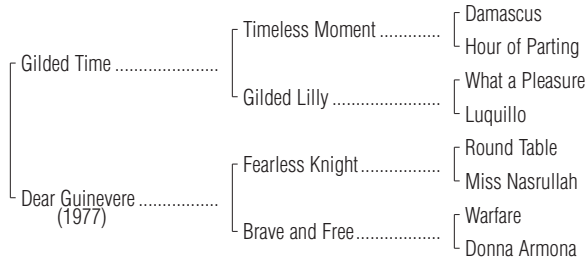 Damascus
Timeless Moment .............
Hour of Parting
Gilded Time ......................
What a Pleasure
Gilded Lilly .......................
Luquillo
Round Table
Fearless Knight .................
Miss Nasrullah
Dear Guinevere .................
(1977)
Warfare
Brave and Free ..................
Donna Armona